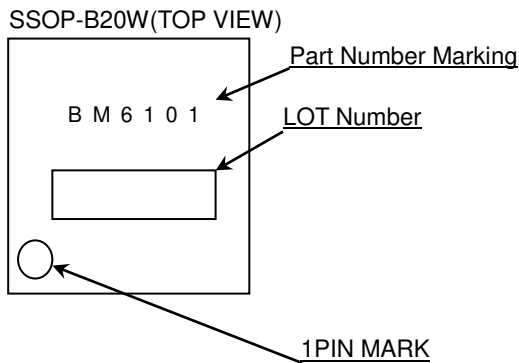 SSOP-B20W(TOP VIEW)
Part Number Marking
B M 6 1 0 1
LOT Number
1PIN MARK